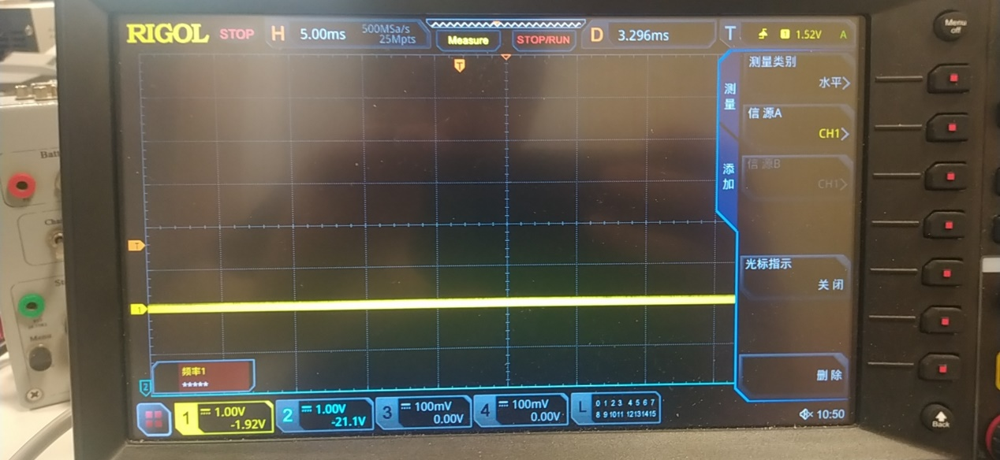 RIGOL STOP H 5.00ms 500MSa/s 25Mpts Measure STOP/RUN D 3.296ms T 1 1.52V A
Menu off
T
测量
测量类别
水平
信源A
CH1
信源B
CH1
添加
T
光标指示
关闭
1
频率1
*****
删除
2
1 1.00V -1.92V
2 1.00V -21.1V
3 100mV 0.00V
4 100mV 0.00V
L 0 1 2 3 4 5 6 7
8 9 10 11 12 13 14 15
10:50
Back